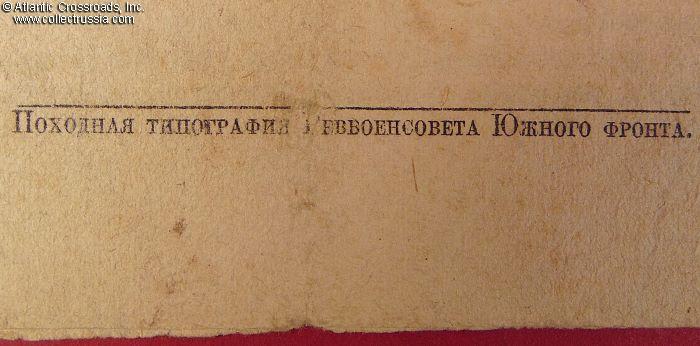 © Atlantic Crossroads, Inc.
www.collectrussia.com
Походная типография Реввоенсовета Южного фронта.